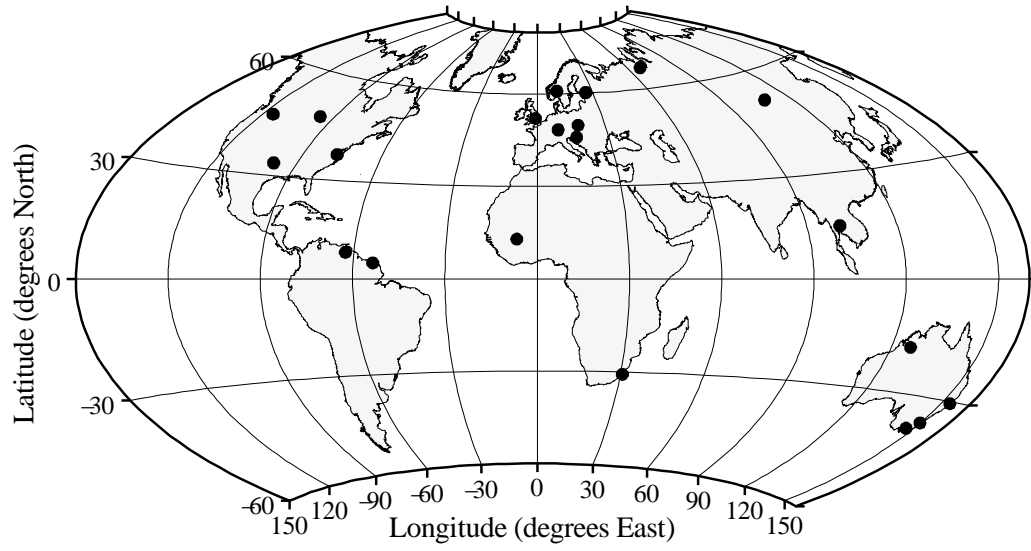 60
30
0
–30
–60
Latitude (degrees North)
150 120 –90 –60 –30 0 30 60 90 120 150
Longitude (degrees East)